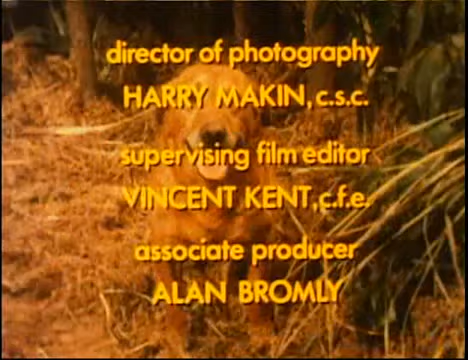 director of photography
HARRY MAKIN, c.s.c.
supervising film editor
VINCENT KENT, c.f.e.
associate producer
ALAN BROMLY